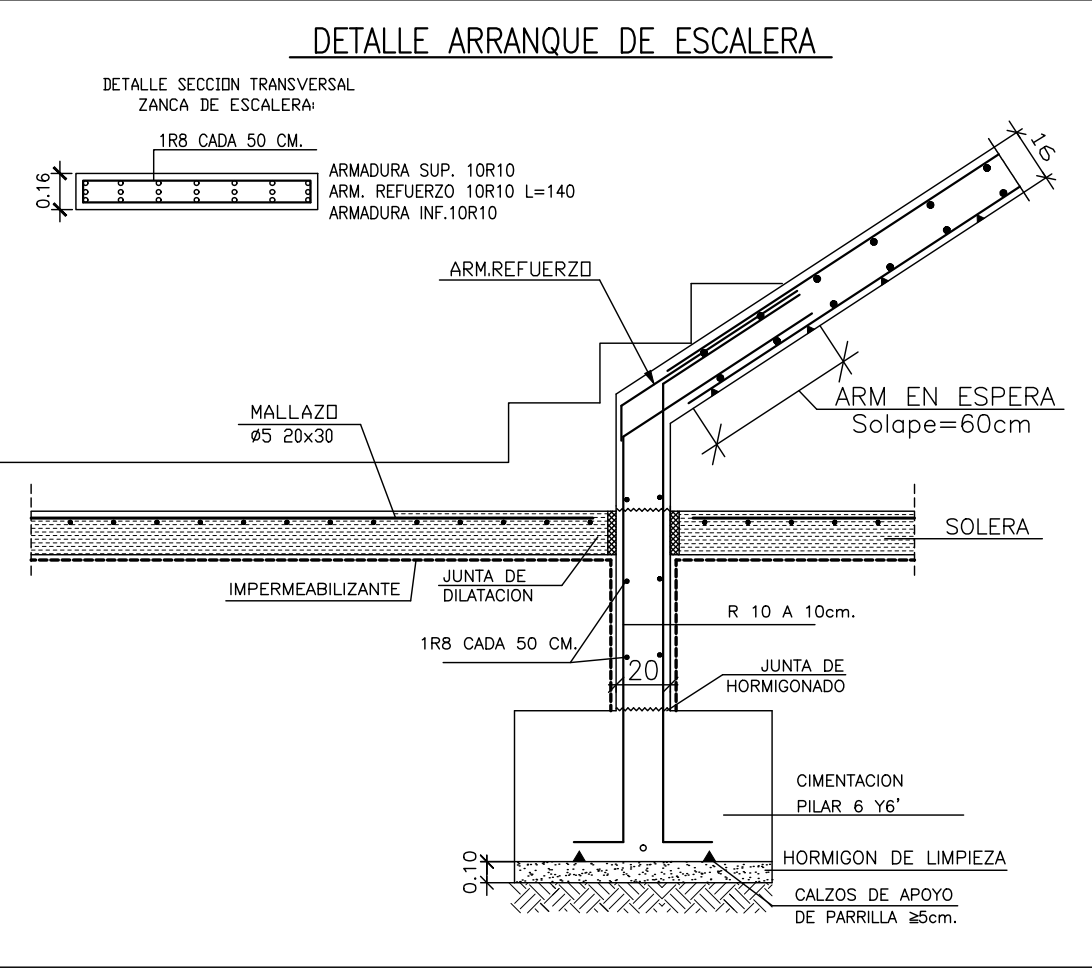 DETALLE ARRANQUE DE ESCALERA
DETALLE SECCION TRANSVERSAL
ZANCA DE ESCALERA:
1R8 CADA 50 CM.
0.16
ARMADURA SUP. 10R10
ARM. REFUERZO 10R10 L=140
ARMADURA INF.10R10
16
ARM.REFUERZO
ARM EN ESPERA
Solape=60cm
MALLAZO
Ø5 20x30
SOLERA
IMPERMEABILIZANTE
JUNTA DE
DILATACION
R 10 A 10cm.
1R8 CADA 50 CM.
20
JUNTA DE
HORMIGONADO
CIMENTACION
PILAR 6 Y6'
0.10
HORMIGON DE LIMPIEZA
CALZOS DE APOYO
DE PARRILLA ≥5cm.